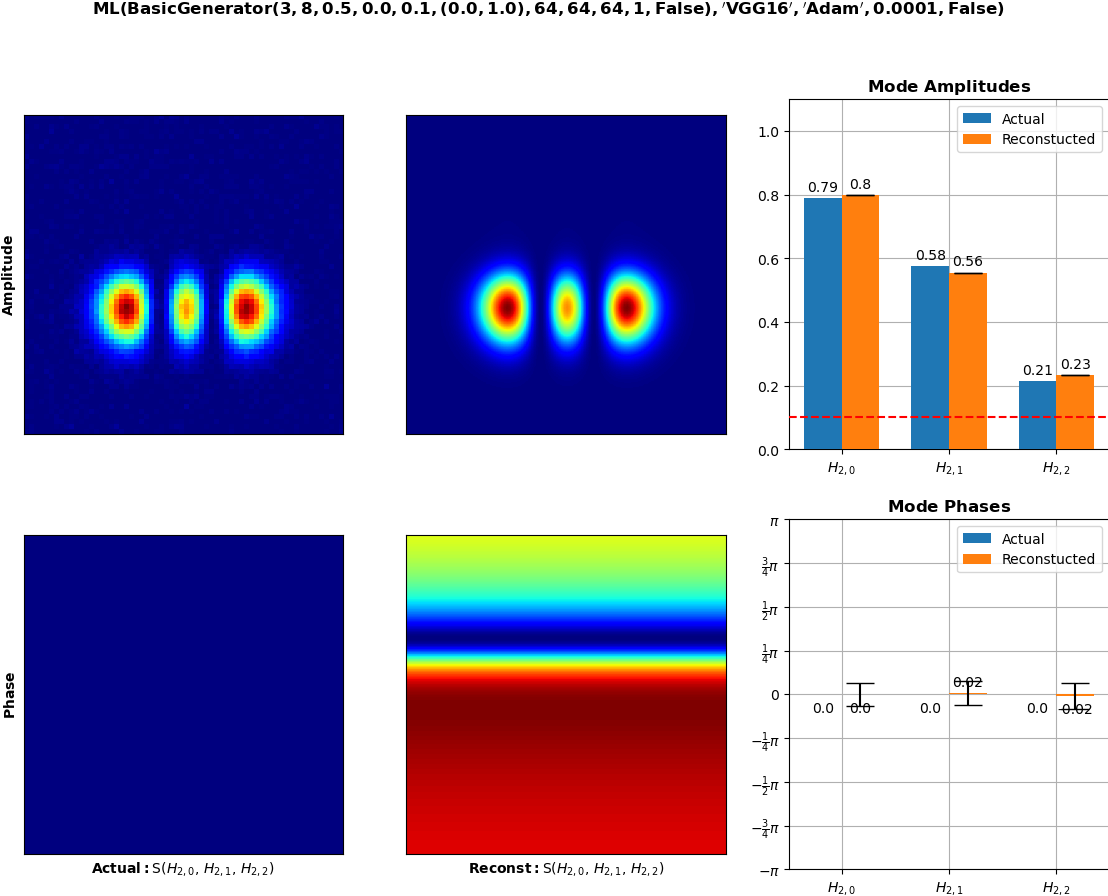 ML(BasicGenerator(3, 8, 0.5, 0.0, 0.1, (0.0, 1.0), 64, 64, 64, 1, False), ′VGG16′, ′Adam′, 0.0001, False)
Amplitude
Mode Amplitudes
Actual
Reconstucted
1.0
0.8
0.6
0.4
0.2
0.0
0.79
0.8
0.58
0.56
0.21
0.23
H2,0
H2,1
H2,2
Phase
Actual: S(H2,0, H2,1, H2,2)
Reconst: S(H2,0, H2,1, H2,2)
Mode Phases
Actual
Reconstucted
π
3/4π
1/2π
1/4π
0
−1/4π
−1/2π
−3/4π
−π
0.0
0.0
0.0
0.02
0.0
-0.02
H2,0
H2,1
H2,2